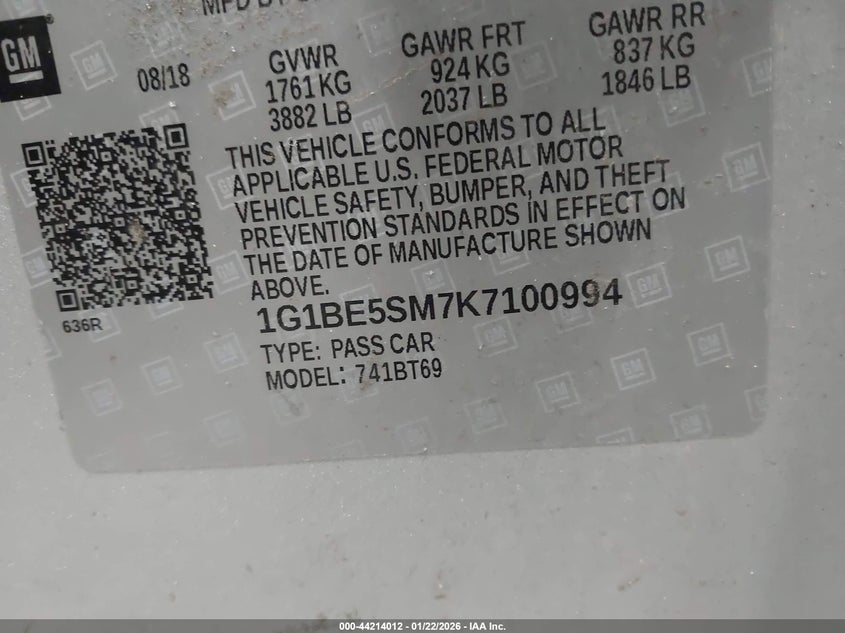 GM
08/18
GVWR
1761 KG
3882 LB
GAWR FRT
924 KG
2037 LB
GAWR RR
837 KG
1846 LB
THIS VEHICLE CONFORMS TO ALL
APPLICABLE U.S. FEDERAL MOTOR
VEHICLE SAFETY, BUMPER, AND THEFT
PREVENTION STANDARDS IN EFFECT ON
THE DATE OF MANUFACTURE SHOWN
ABOVE.
636R
1G1BE5SM7K7100994
TYPE: PASS CAR
MODEL: 741BT69
000-44214012 - 01/22/2026 - IAA Inc.